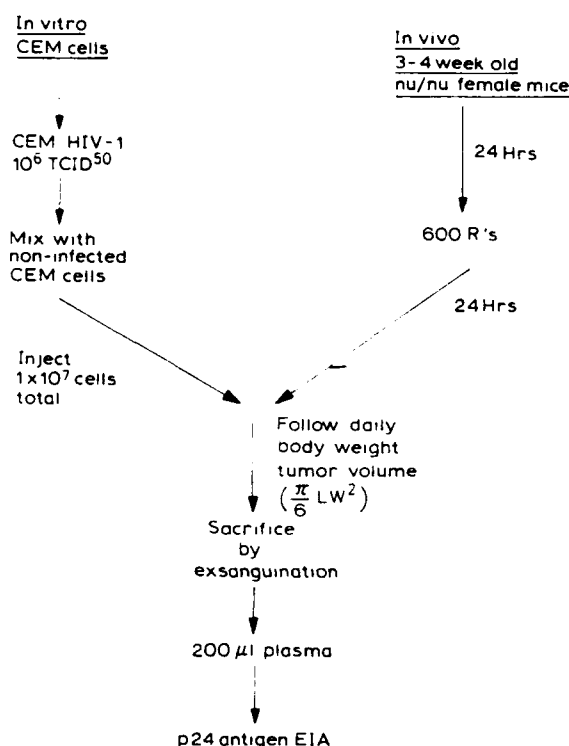 In vitro
CEM cells
CEM HIV-1
10⁶ TCID⁵⁰
Mix with
non-infected
CEM cells
Inject
1x10⁷ cells
total
In vivo
3-4 week old
nu/nu female mice
24 Hrs
600 R's
24 Hrs
Follow daily
body weight
tumor volume
(π/6 LW²)
Sacrifice
by
exsanguination
200 µl plasma
p24 antigen EIA